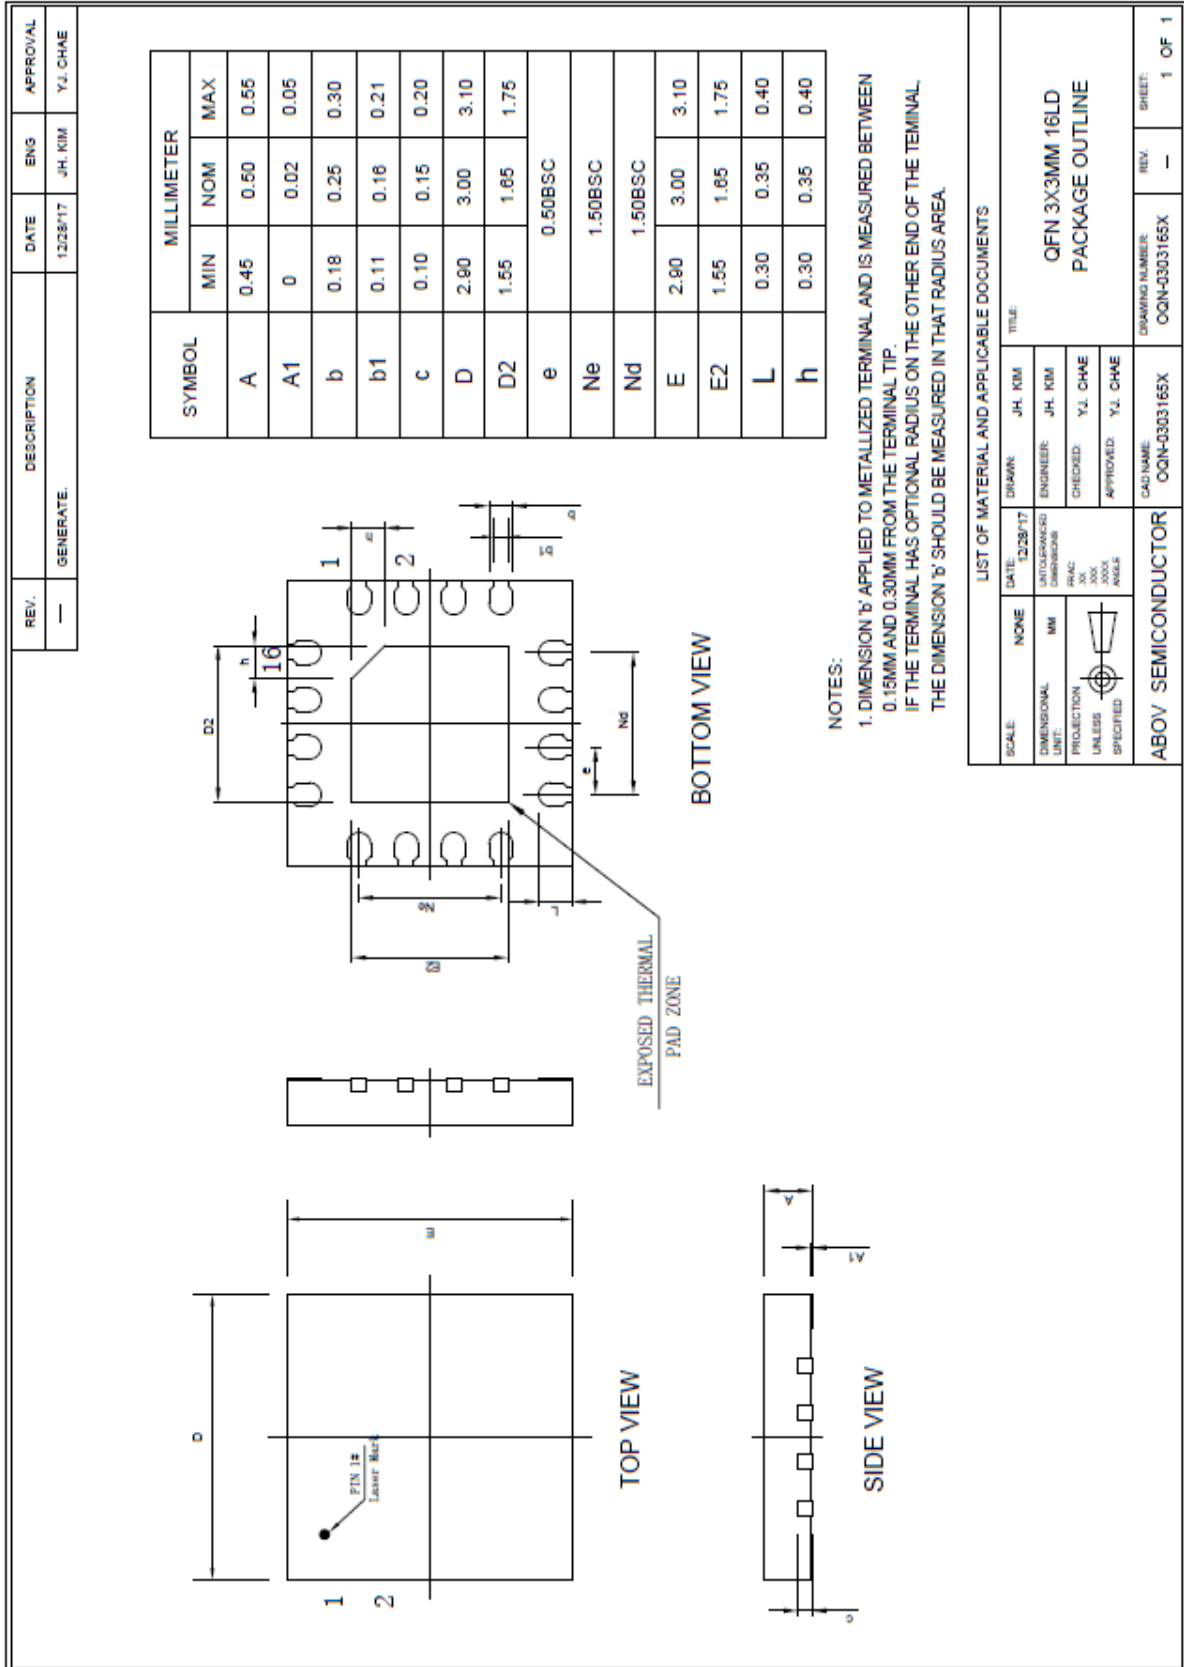 REV.
DESCRIPTION
DATE
ENG
APPROVAL
—
GENERATE.
12/28/'17
JH. KIM
YJ. CHAE
D
PIN 1#
Laser Mark
1
2
E
TOP VIEW
A
A1
c
SIDE VIEW
D2
h
16
1
h
2
b1
b
E2
Ne
L
e
Nd
EXPOSED THERMAL
PAD ZONE
BOTTOM VIEW
SYMBOL MILLIMETER
MIN NOM MAX
A 0.45 0.50 0.55
A1 0 0.02 0.05
b 0.18 0.25 0.30
b1 0.11 0.16 0.21
c 0.10 0.15 0.20
D 2.90 3.00 3.10
D2 1.55 1.65 1.75
e 0.50BSC
Ne 1.50BSC
Nd 1.50BSC
E 2.90 3.00 3.10
E2 1.55 1.65 1.75
L 0.30 0.35 0.40
h 0.30 0.35 0.40
NOTES:
1. DIMENSION 'b' APPLIED TO METALLIZED TERMINAL AND IS MEASURED BETWEEN
0.15MM AND 0.30MM FROM THE TERMINAL TIP.
IF THE TERMINAL HAS OPTIONAL RADIUS ON THE OTHER END OF THE TEMINAL,
THE DIMENSION 'b' SHOULD BE MEASURED IN THAT RADIUS AREA.
LIST OF MATERIAL AND APPLICABLE DOCUMENTS
SCALE: NONE
DATE: 12/28/'17
DRAWN: JH. KIM
TITLE:
QFN 3X3MM 16LD
PACKAGE OUTLINE
DIMENSIONAL
UNIT: MM
UNTOLERANCED
DIMENSIONS
ENGINEER: JH. KIM
PROJECTION
UNLESS
SPECIFIED
FRAC.
.XX
.XXX
.XXXX
ANGLE
CHECKED: YJ. CHAE
APPROVED: YJ. CHAE
ABOV SEMICONDUCTOR
CAD NAME:
OQN-0303165X
DRAWING NUMBER:
OQN-0303165X
REV.
—
SHEET:
1 OF 1